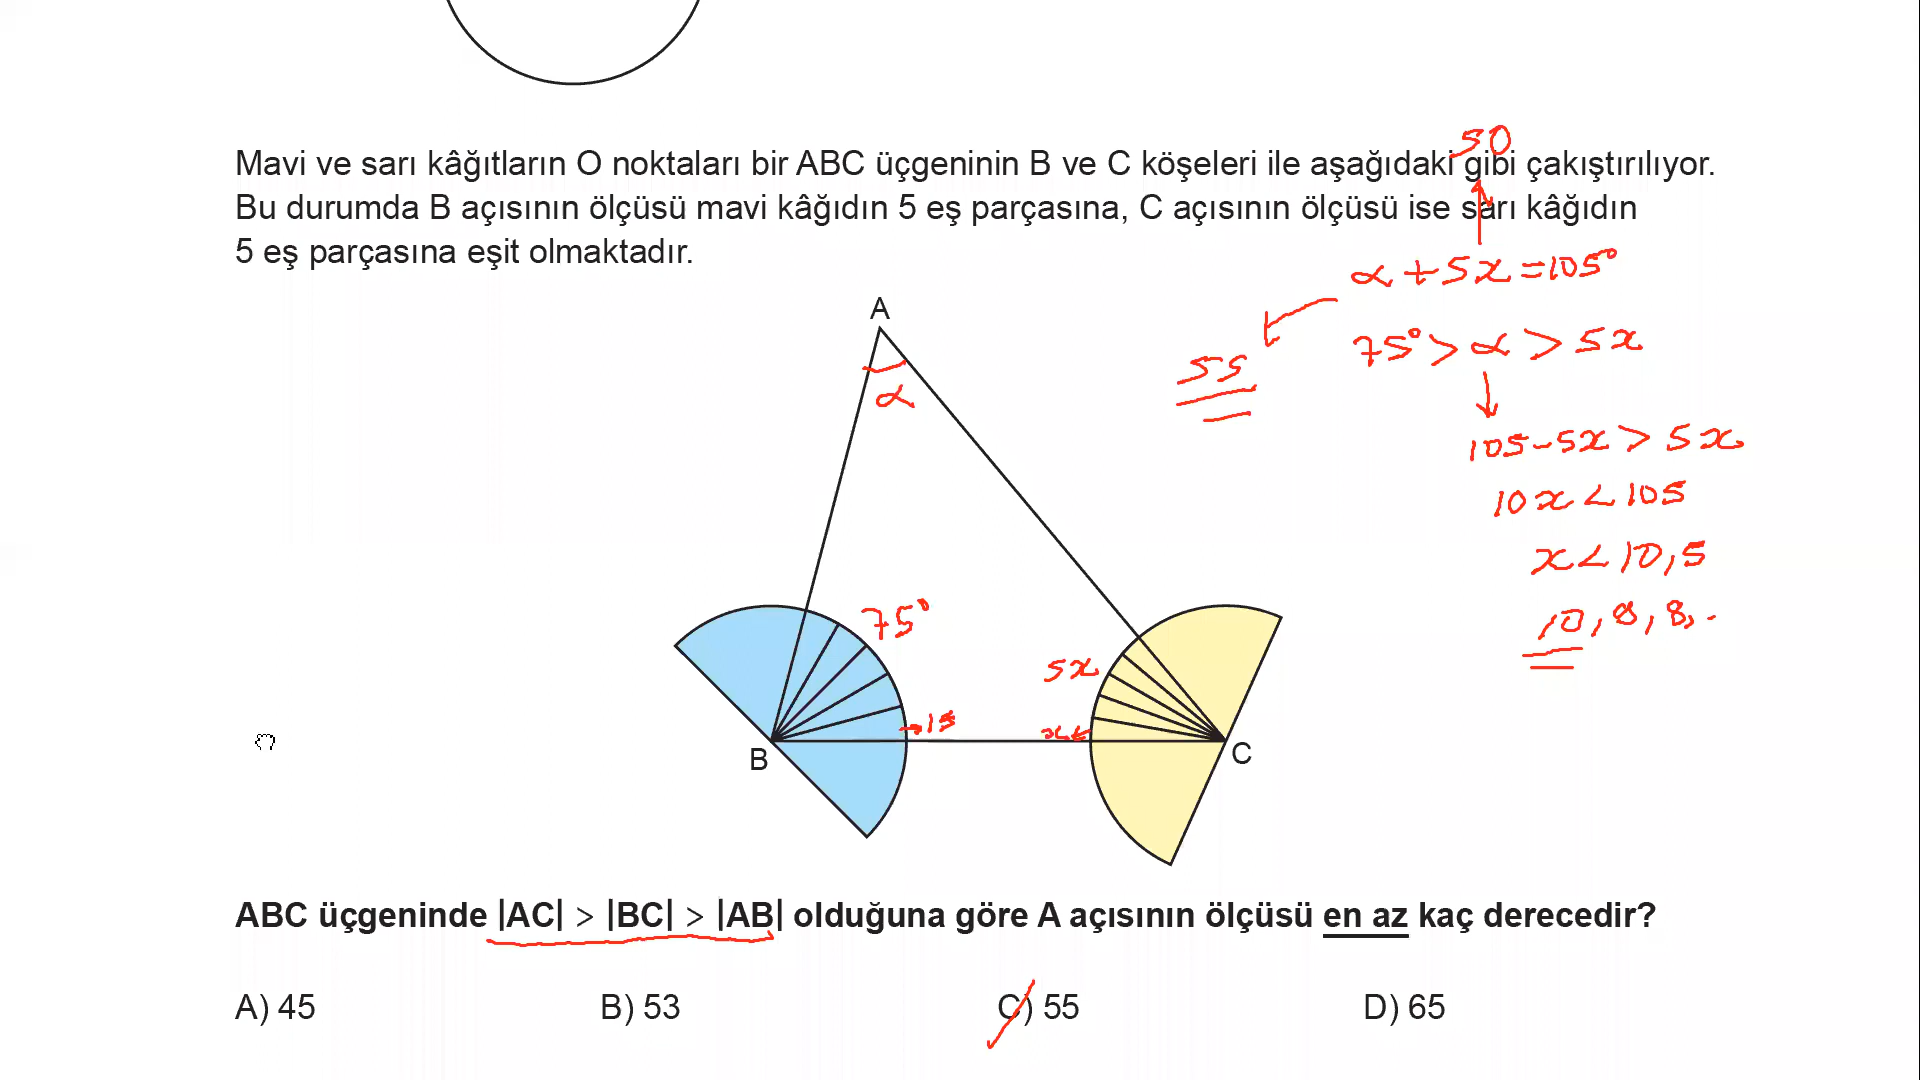 50
Mavi ve sarı kâğıtların O noktaları bir ABC üçgeninin B ve C köşeleri ile aşağıdaki gibi çakıştırılıyor.
Bu durumda B açısının ölçüsü mavi kâğıdın 5 eş parçasına, C açısının ölçüsü ise sarı kâğıdın
5 eş parçasına eşit olmaktadır.
α + 5x = 105°
A
75° > α > 5x
55
α
105 - 5x > 5x
10x < 105
x < 10,5
75°
10, 9, 8, .
5x
15
x
B
C
ABC üçgeninde |AC| > |BC| > |AB| olduğuna göre A açısının ölçüsü en az kaç derecedir?
A) 45
B) 53
C) 55
D) 65